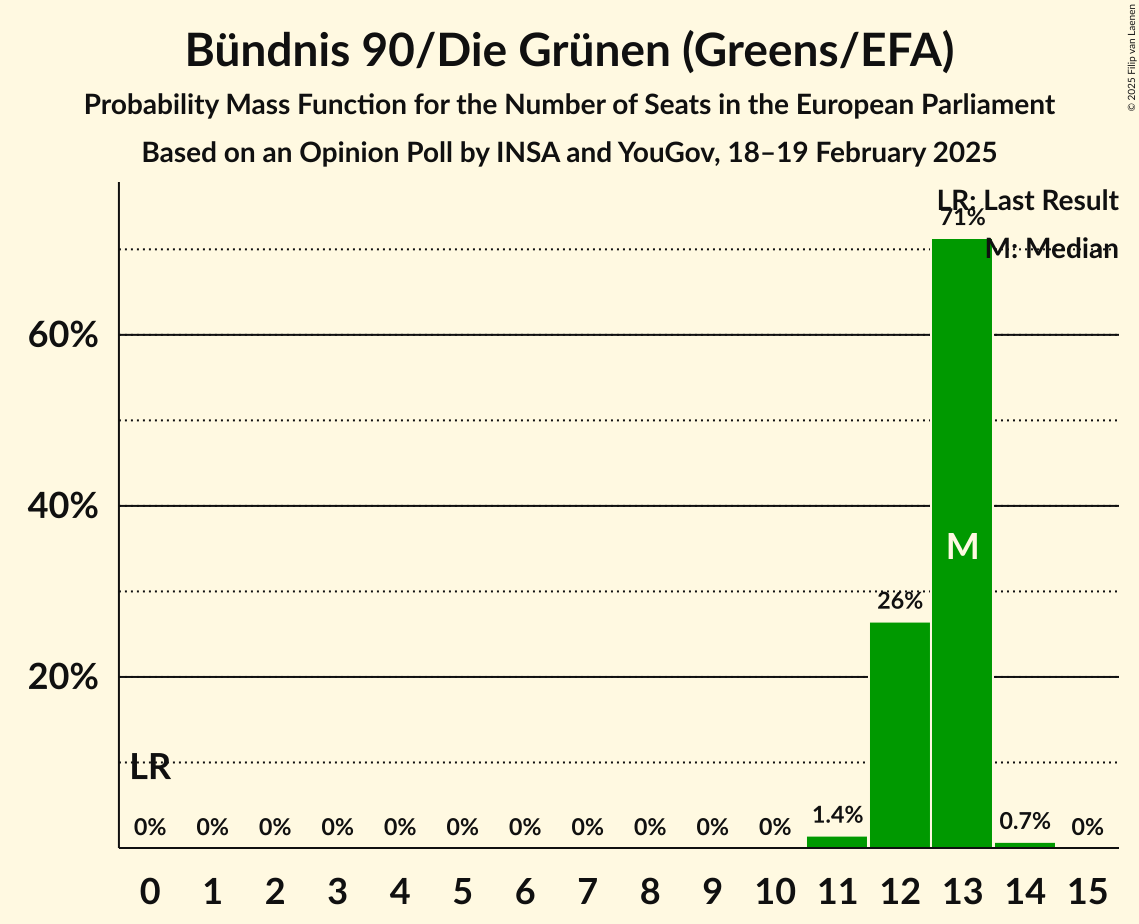 Bündnis 90/Die Grünen (Greens/EFA)
Probability Mass Function for the Number of Seats in the European Parliament
Based on an Opinion Poll by INSA and YouGov, 18–19 February 2025
© 2025 Filip van Laenen
LR: Last Result
M: Median
71%
60%
40%
M
26%
20%
LR
0% 0% 0% 0% 0% 0% 0% 0% 0% 0% 0% 1.4% 0.7% 0%
0 1 2 3 4 5 6 7 8 9 10 11 12 13 14 15